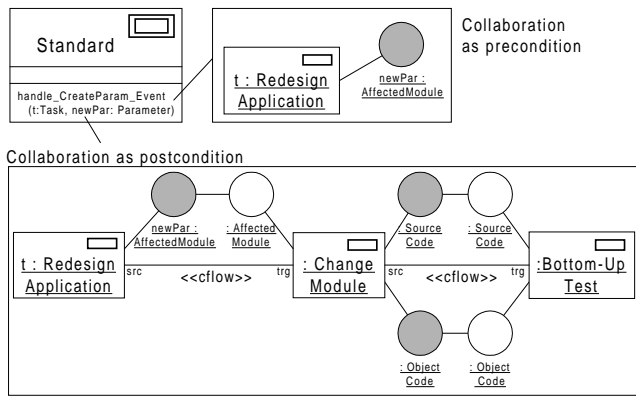 Standard
handle_CreateParam_Event
(t:Task, newPar: Parameter)
t : Redesign
Application
newPar :
AffectedModule
Collaboration
as precondition
Collaboration as postcondition
t : Redesign
Application
newPar :
AffectedModule
: Affected
Module
src
<<cflow>>
trg
: Change
Module
: Source
Code
: Source
Code
src
<<cflow>>
trg
: Object
Code
: Object
Code
:Bottom-Up
Test